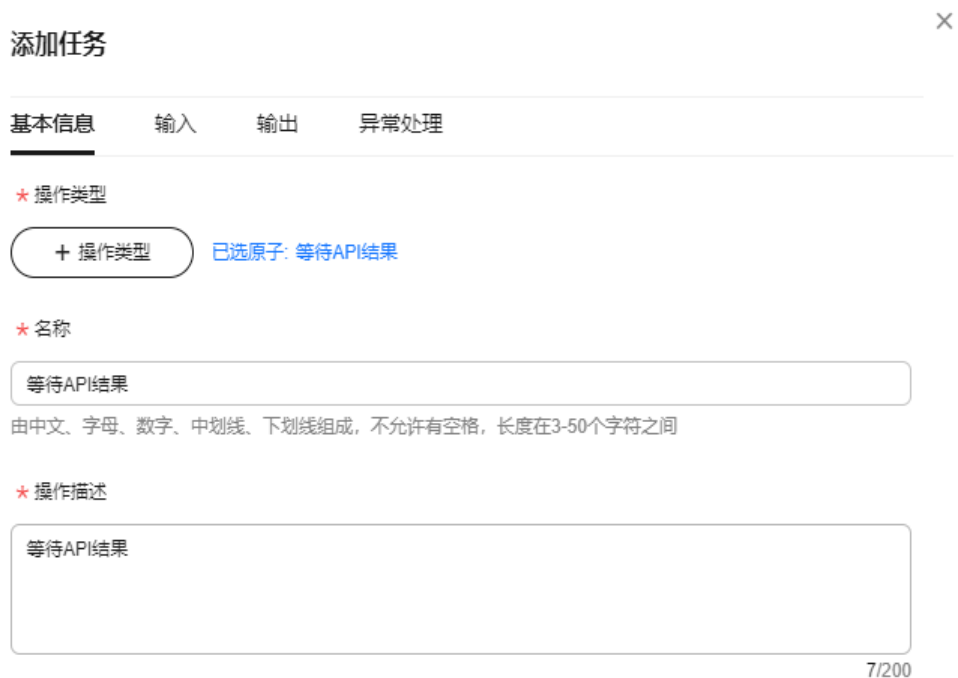 添加任务
基本信息 输入 输出 异常处理
* 操作类型
+ 操作类型 已选原子: 等待API结果
* 名称
等待API结果
由中文、字母、数字、中划线、下划线组成，不允许有空格，长度在3-50个字符之间
* 操作描述
等待API结果
7/200